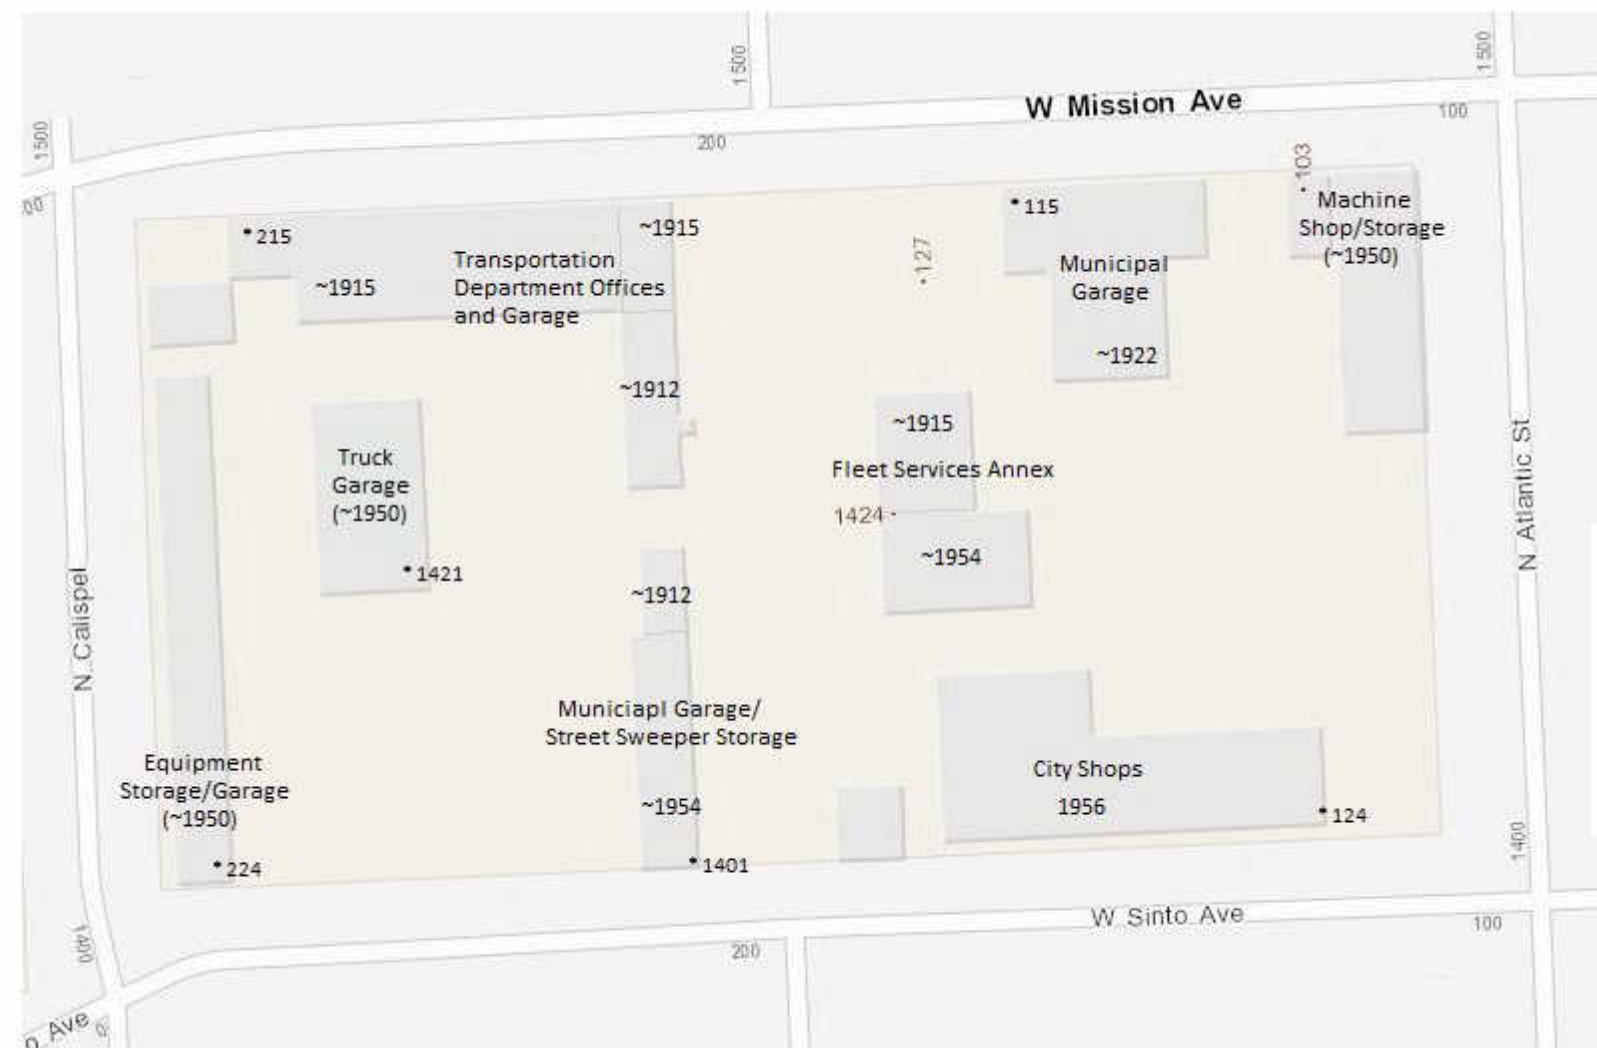 1500
1500
1500
W Mission Ave
100
200
103
00
115
Machine
Shop/Storage
(~1950)
215
~1915
127
Transportation
Department Offices
and Garage
~1915
Municipal
Garage
~1922
~1912
~1915
Truck
Garage
(~1950)
Fleet Services Annex
1424
N Atlantic St
~1954
1421
N Calispel
~1912
Municiapl Garage/
Street Sweeper Storage
Equipment
Storage/Garage
(~1950)
~1954
City Shops
1956
124
1400
224
1401
W Sinto Ave
1400
200
100
o Ave